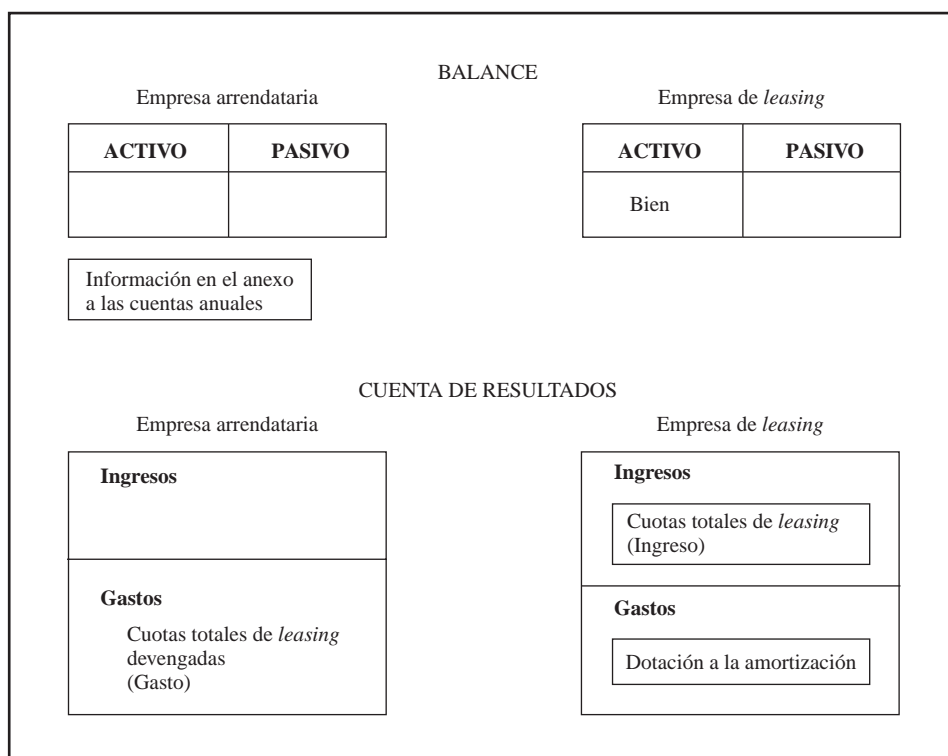 BALANCE
Empresa arrendataria
ACTIVO
PASIVO
Información en el anexo
a las cuentas anuales
Empresa de leasing
ACTIVO
PASIVO
Bien
CUENTA DE RESULTADOS
Empresa arrendataria
Ingresos
Gastos
Cuotas totales de leasing
devengadas
(Gasto)
Empresa de leasing
Ingresos
Cuotas totales de leasing
(Ingreso)
Gastos
Dotación a la amortización